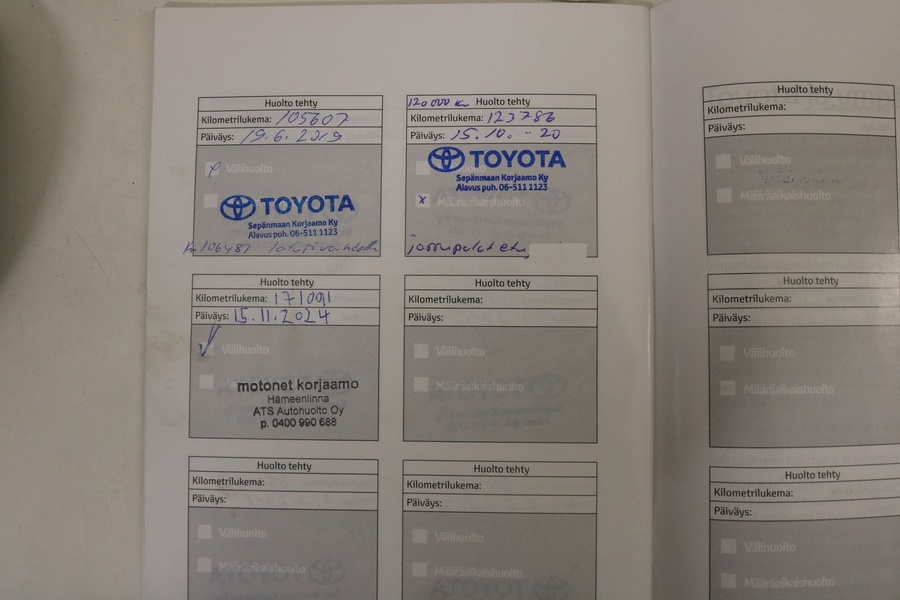 Huolto tehty
Kilometrilukema: 105607
Päiväys: 19.6.2019
Välihuolto
TOYOTA
Sepänmaan Korjaamo Ky
Alavus puh. 06-511 1123
Km 106487
120 000 Km Huolto tehty
Kilometrilukema: 123786
Päiväys: 15.10. - 20
TOYOTA
Sepänmaan Korjaamo Ky
Alavus puh. 06-511 1123
x Määräaikaishuolto
jarrupalat etu,
Huolto tehty
Kilometrilukema: 171091
Päiväys: 15.11.2024
Välihuolto
motonet korjaamo
Hämeenlinna
ATS Autohuolto Oy
p. 0400 990 688
Huolto tehty
Kilometrilukema:
Päiväys:
Välihuolto
Määräaikaishuolto
Huolto tehty
Kilometrilukema:
Päiväys:
Välihuolto
Määräaikaishuolto
Huolto tehty
Kilometrilukema:
Päiväys:
Välihuolto
Määräaikaishuolto
Huolto tehty
Kilometrilukema:
Päiväys:
Välihuolto
Määräaikaishuolto
Huolto tehty
Kilometrilukema:
Päiväys:
Välihuolto
Määräaikaishuolto
Huolto tehty
Kilometrilukema:
Päiväys:
Välihuolto
Määräaikaishuolto